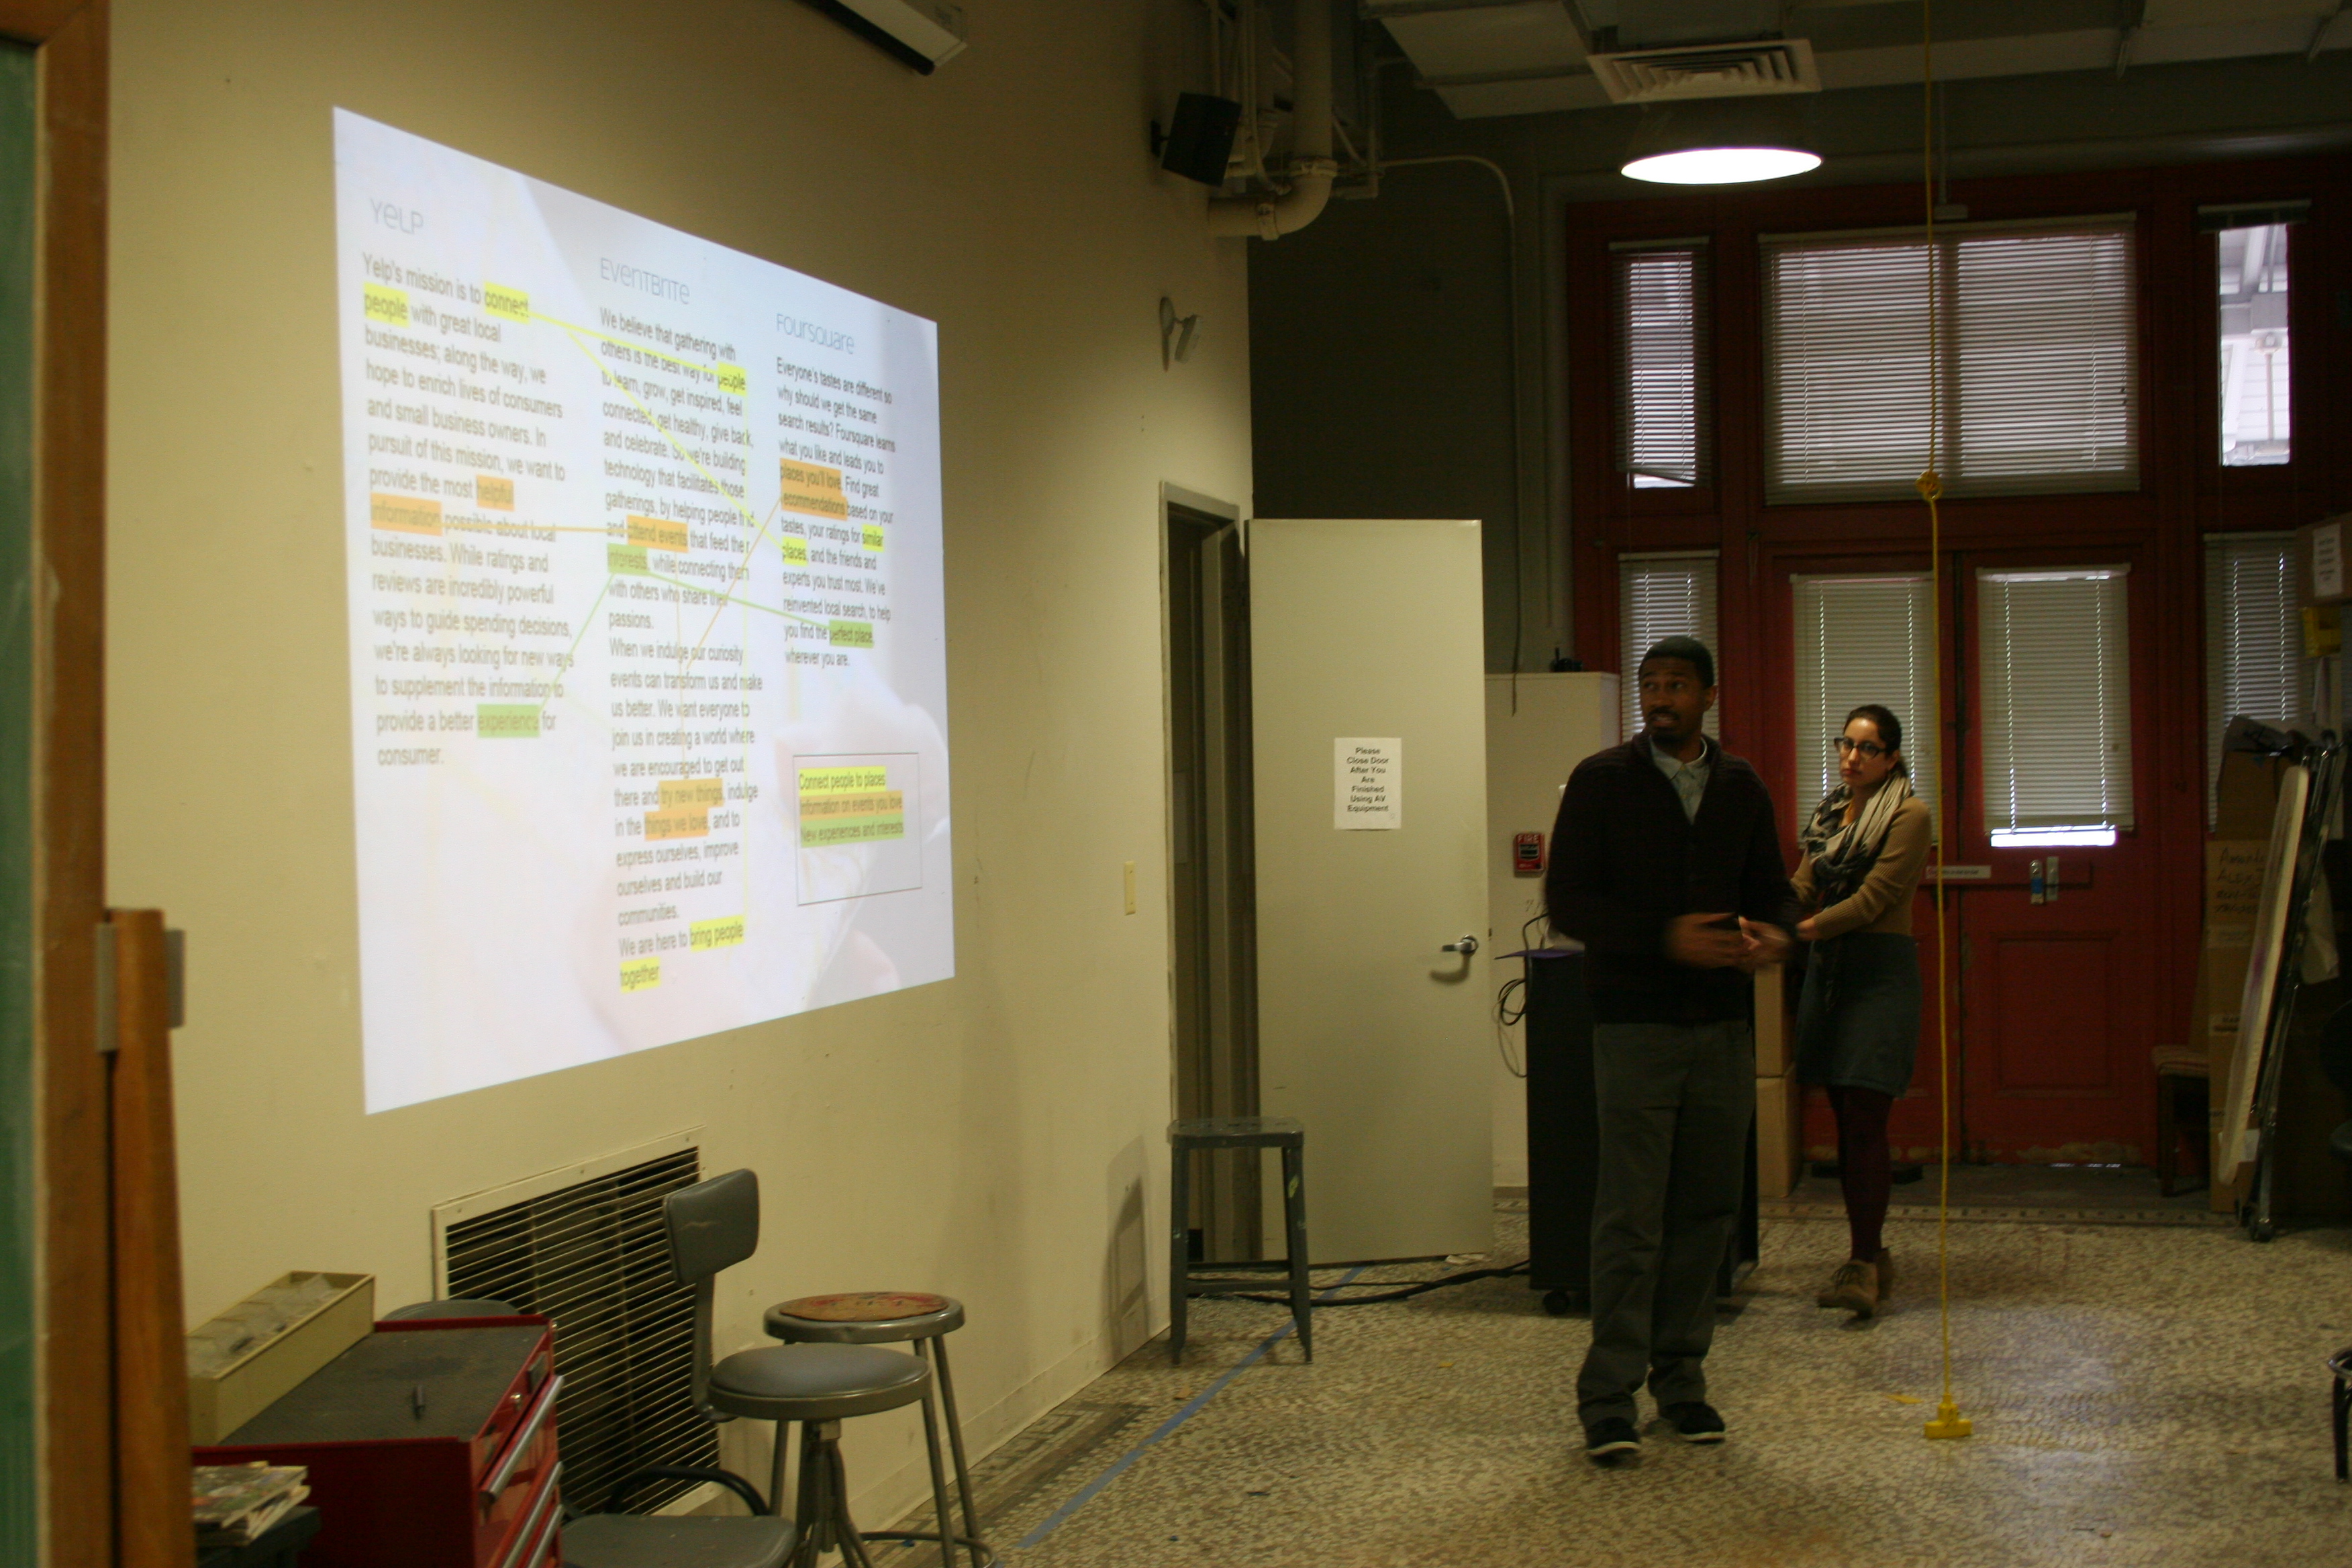 YELP
Yelp's mission is to connect
people with great local
businesses; along the way, we
hope to enrich lives of consumers
and small business owners. In
pursuit of this mission, we want to
provide the most helpful
information possible about local
businesses. While ratings and
reviews are incredibly powerful
ways to guide spending decisions,
we're always looking for new ways
to supplement the information to
provide a better experience for
consumer.
EVENTBRITE
We believe that gathering with
others is the best way for people
to learn, grow, get inspired, feel
connected, get healthy, give back,
and celebrate. So we're building
technology that facilitates those
gatherings, by helping people find
and attend events that feed their
interests, while connecting them
with others who share their
passions.
When we indulge our curiosity
events can transform us and make
us better. We want everyone to
join us in creating a world where
we are encouraged to get out
there and try new things, indulge
in the things we love, and to
express ourselves, improve
ourselves and build our
communities.
We are here to bring people
together
Foursquare
Everyone's tastes are different so
why should we get the same
search results? Foursquare learns
what you like and leads you to
places you'll love. Find great
recommendations based on your
tastes, your ratings for similar
places, and the friends and
experts you trust most. We've
reinvented local search, to help
you find the perfect place,
wherever you are.
Connect people to places
Information on events you love
New experiences and interests
Please
Close Door
After You
Are
Finished
Using AV
Equipment
FIRE